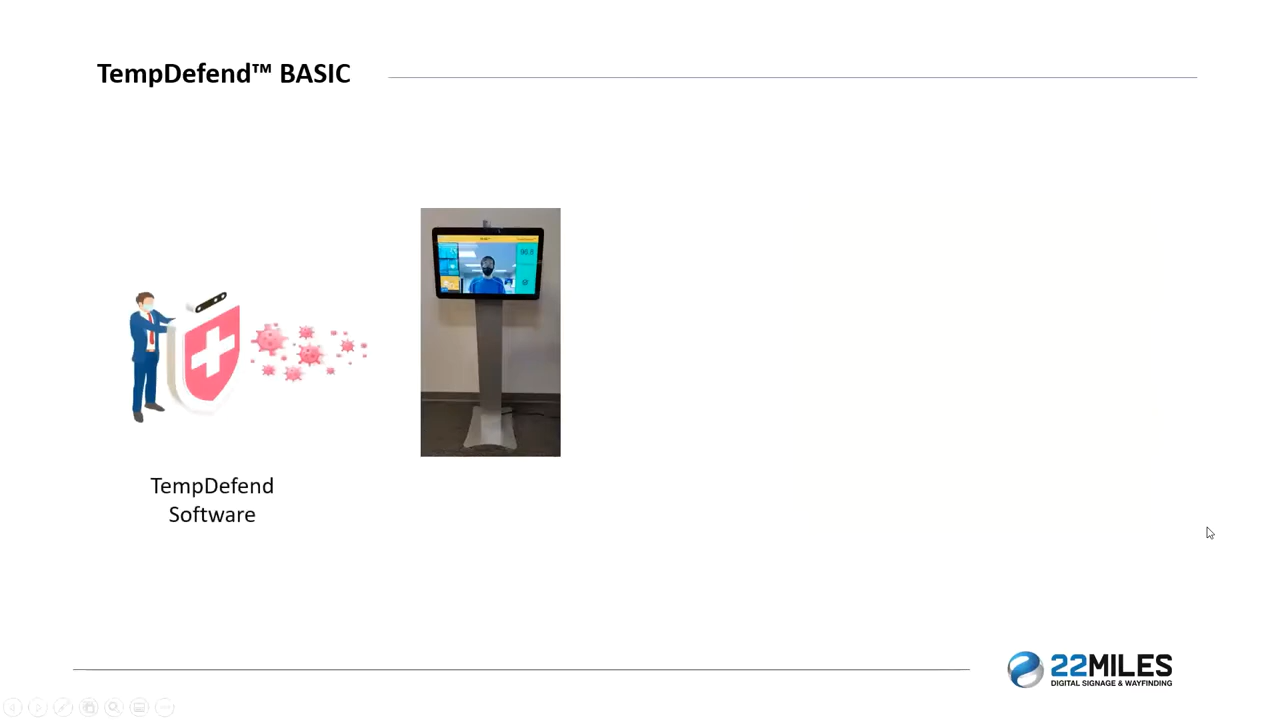 TempDefend™ BASIC
TempDefend
Software
22MILES
DIGITAL SIGNAGE & WAYFINDING